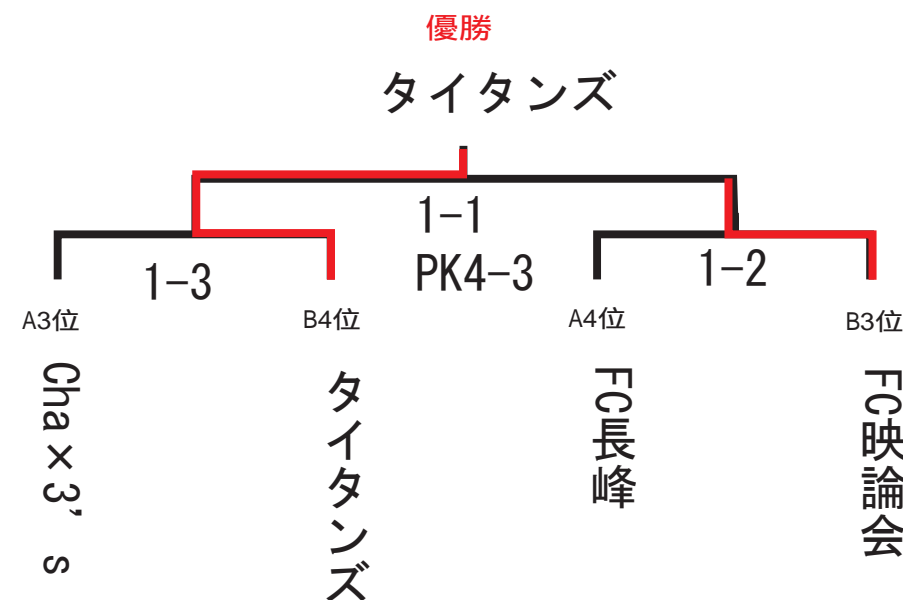 優勝
タイタンズ
1-1
PK4-3
1-3
1-2
A3位
B4位
A4位
B3位
Cha×3's
タイタンズ
FC長峰
FC映論会